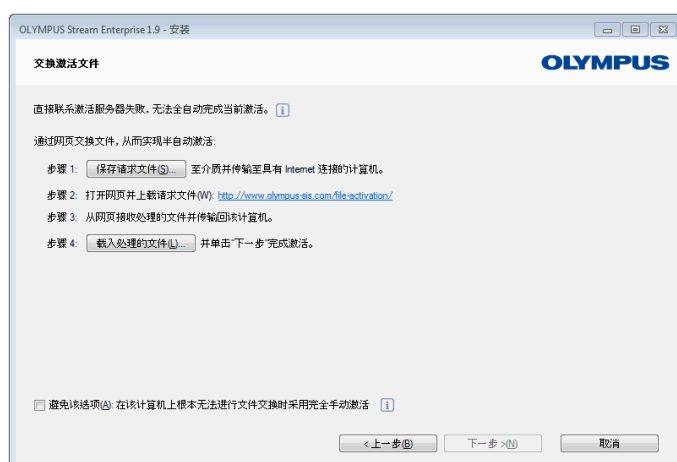 OLYMPUS Stream Enterprise 1.9 - 安装
交换激活文件
OLYMPUS
直接联系激活服务器失败, 无法全自动完成当前激活。 i
通过网页交换文件, 从而实现半自动激活:
步骤 1: 保存请求文件(S)... 至介质并传输至具有 Internet 连接的计算机。
步骤 2: 打开网页并上载请求文件(W): http://www.olympus-sis.com/file-activation/
步骤 3: 从网页接收处理的文件并传输回该计算机。
步骤 4: 载入处理的文件(L)... 并单击"下一步"完成激活。
避免该选项(A): 在该计算机上根本无法进行文件交换时采用完全手动激活 i
< 上一步(B) 下一步 >(N) 取消